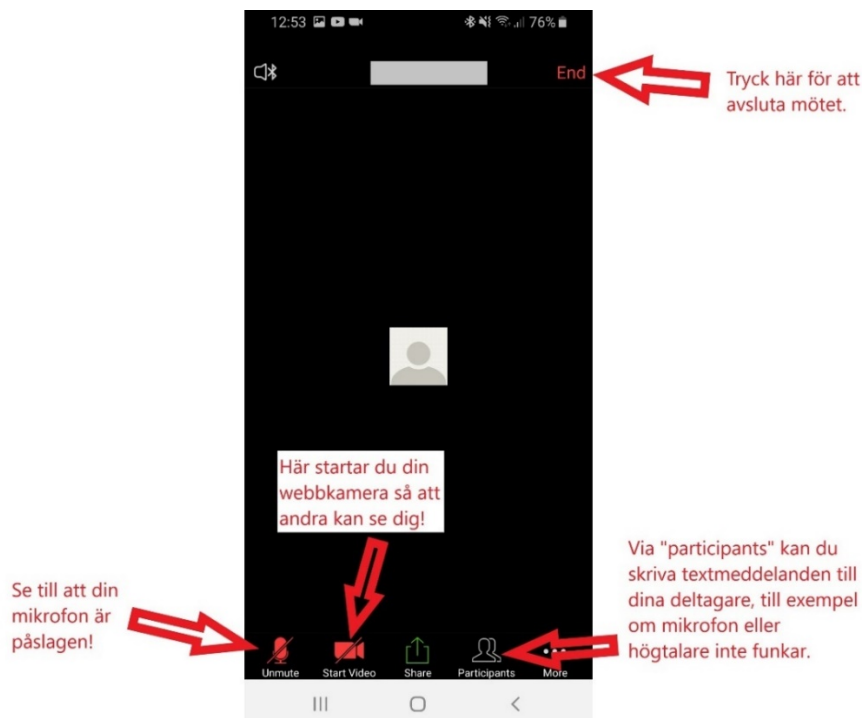 12:53
76%
End
Tryck här för att
avsluta mötet.
Här startar du din
webbkamera så att
andra kan se dig!
Via "participants" kan du
skriva textmeddelanden till
dina deltagare, till exempel
om mikrofon eller
högtalare inte funkar.
Se till att din
mikrofon är
påslagen!
Unmute
Start Video
Share
Participants
More